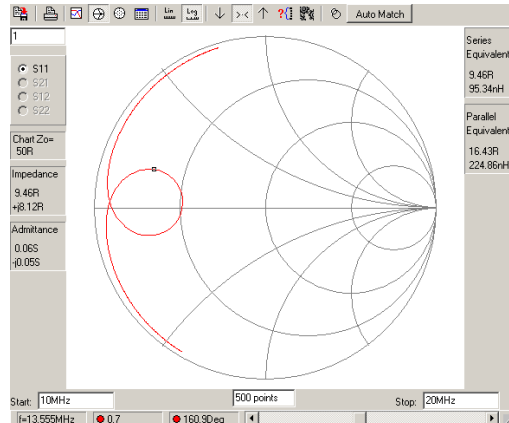 Lin
Log
?{}
Auto Match
1
S11
S21
S12
S22
Chart Zo=
50R
Impedance
9.46R
+j8.12R
Admittance
0.06S
-j0.05S
Series
Equivalent
9.46R
95.34nH
Parallel
Equivalent
16.43R
224.86nH
Start: 10MHz
500 points
Stop: 20MHz
f=13.555MHz
0.7
160.9Deg